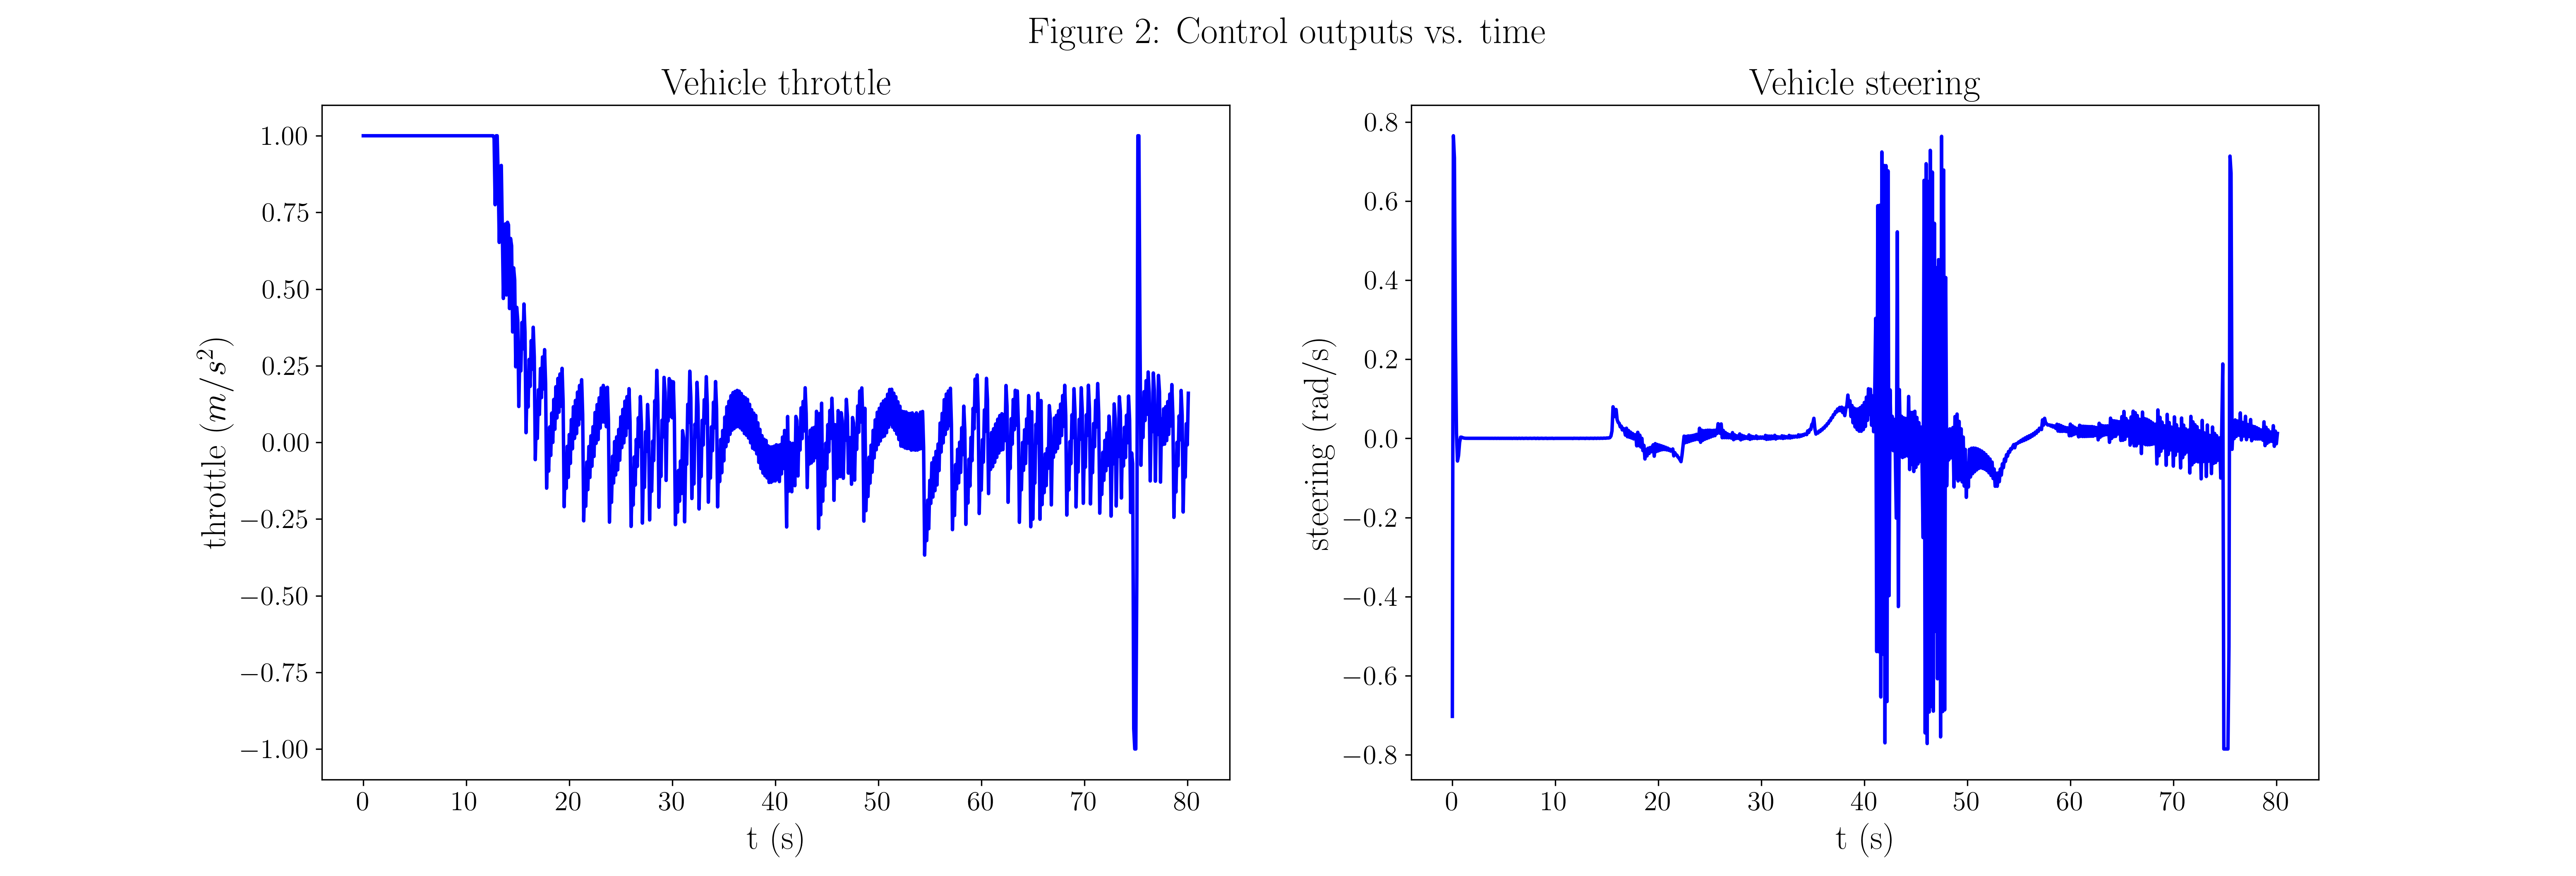 Figure 2: Control outputs vs. time
Vehicle throttle
1.00
0.75
0.50
0.25
0.00
−0.25
−0.50
−0.75
−1.00
throttle (m/s²)
0 10 20 30 40 50 60 70 80
t (s)
Vehicle steering
0.8
0.6
0.4
0.2
0.0
−0.2
−0.4
−0.6
−0.8
steering (rad/s)
0 10 20 30 40 50 60 70 80
t (s)